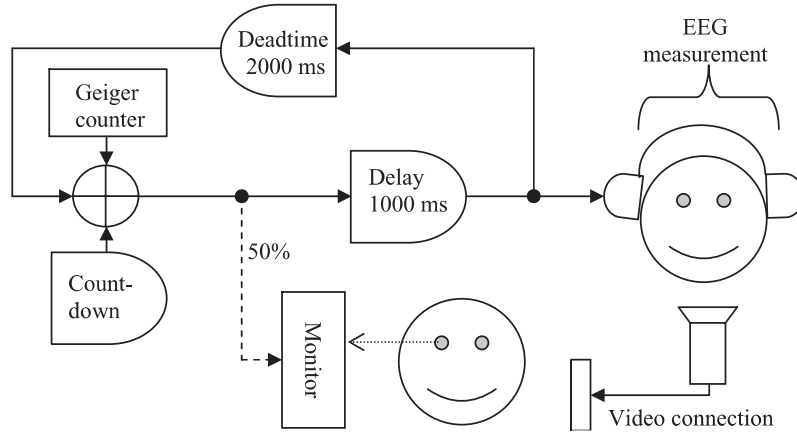 EEG
measurement
Deadtime
2000 ms
Geiger
counter
Delay
1000 ms
Count-
down
50%
Monitor
Video connection